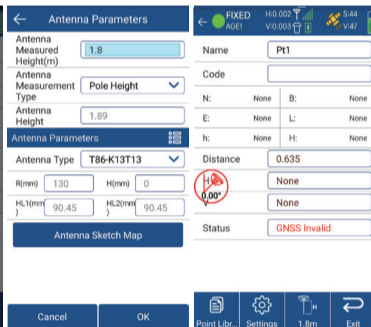 Antenna Parameters
Antenna
Measured
Height(m)
1.8
Antenna
Measurement
Type
Pole Height
Antenna
Height
1.89
Antenna Parameters
Antenna Type
T86-K13T13
R(mm)
130
H(mm)
0
HL1(mm
)
90.45
HL2(mm
)
90.45
Antenna Sketch Map
Cancel
OK
FIXED
AGE1
H:0.002
V:0.003
S:44
V:47
Name
Pt1
Code
N:
None
B:
None
E:
None
L:
None
h:
None
H:
None
Distance
0.635
H
None
0.00°
V
None
Status
GNSS Invalid
Point Libr...
Settings
1.8m
Exit